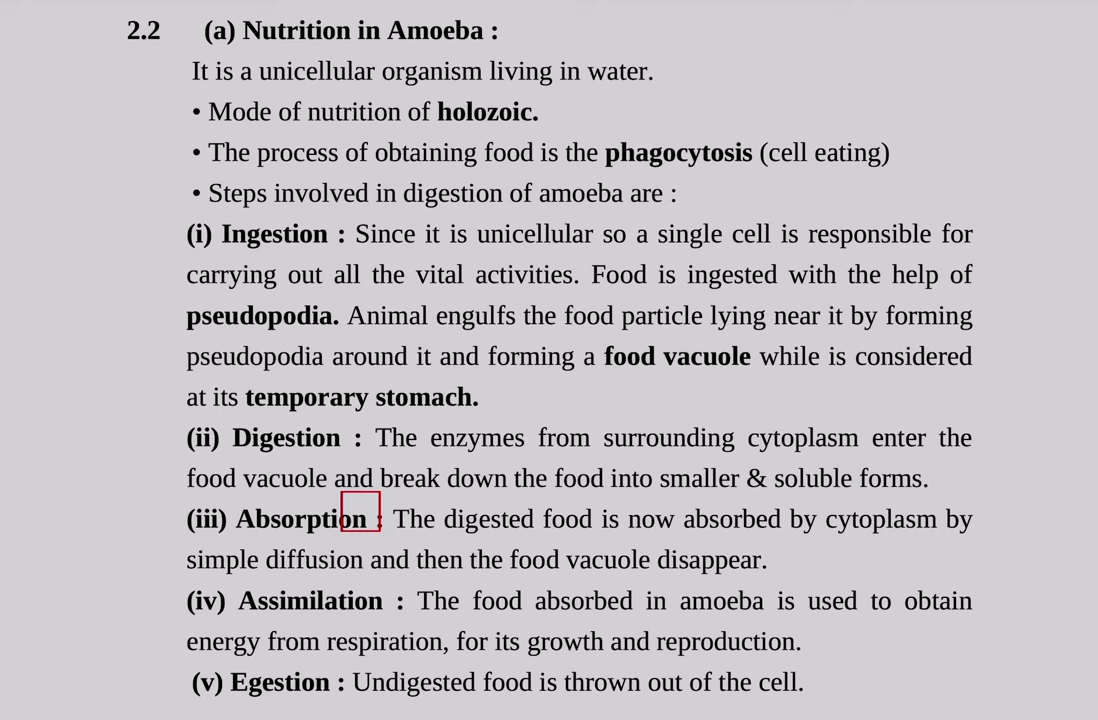 2.2 (a) Nutrition in Amoeba :
It is a unicellular organism living in water.
• Mode of nutrition of holozoic.
• The process of obtaining food is the phagocytosis (cell eating)
• Steps involved in digestion of amoeba are :
(i) Ingestion : Since it is unicellular so a single cell is responsible for
carrying out all the vital activities. Food is ingested with the help of
pseudopodia. Animal engulfs the food particle lying near it by forming
pseudopodia around it and forming a food vacuole while is considered
at its temporary stomach.
(ii) Digestion : The enzymes from surrounding cytoplasm enter the
food vacuole and break down the food into smaller & soluble forms.
(iii) Absorption : The digested food is now absorbed by cytoplasm by
simple diffusion and then the food vacuole disappear.
(iv) Assimilation : The food absorbed in amoeba is used to obtain
energy from respiration, for its growth and reproduction.
(v) Egestion : Undigested food is thrown out of the cell.